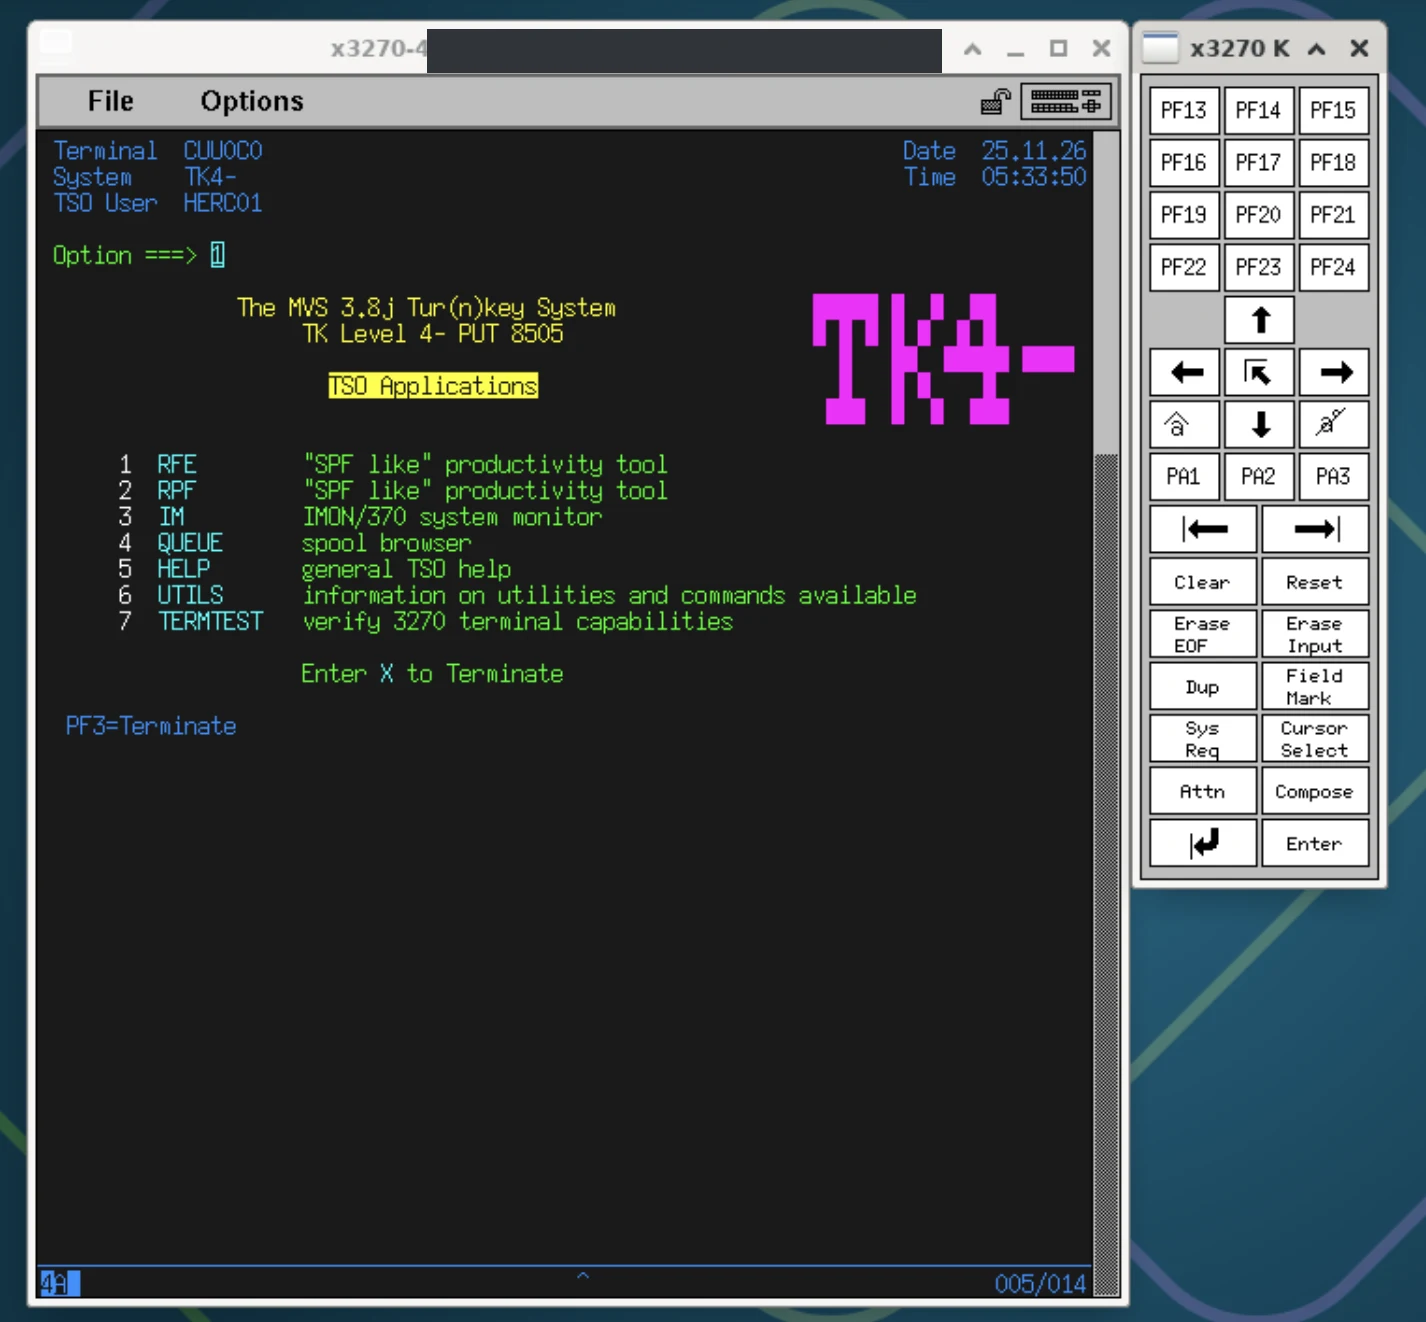 x3270-4
x3270 K
File Options
Terminal CUU0C0 Date 25.11.26
System TK4- Time 05:33:50
TSO User HERC01
Option ===> 1
The MVS 3.8j Tur(n)key System
TK Level 4- PUT 8505
TK4-
TSO Applications
1 RFE "SPF like" productivity tool
2 RPF "SPF like" productivity tool
3 IM IMON/370 system monitor
4 QUEUE spool browser
5 HELP general TSO help
6 UTILS information on utilities and commands available
7 TERMTEST verify 3270 terminal capabilities
Enter X to Terminate
PF3=Terminate
4A
^ 005/014
PF13 PF14 PF15
PF16 PF17 PF18
PF19 PF20 PF21
PF22 PF23 PF24
a a
PA1 PA2 PA3
Clear Reset
Erase EOF Erase Input
Dup Field Mark
Sys Req Cursor Select
Attn Compose
Enter